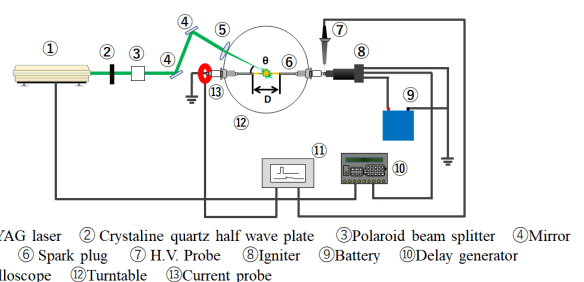 ④
⑤
⑦
①
②
③
④
θ
⑥
⑧
⑬
D
⑨
⑫
⑪
⑩
YAG laser ② Crystaline quartz half wave plate ③Polaroid beam splitter ④Mirror
⑥ Spark plug ⑦ H.V. Probe ⑧Igniter ⑨Battery ⑩Delay generator
lloscope ⑫Turntable ⑬Current probe